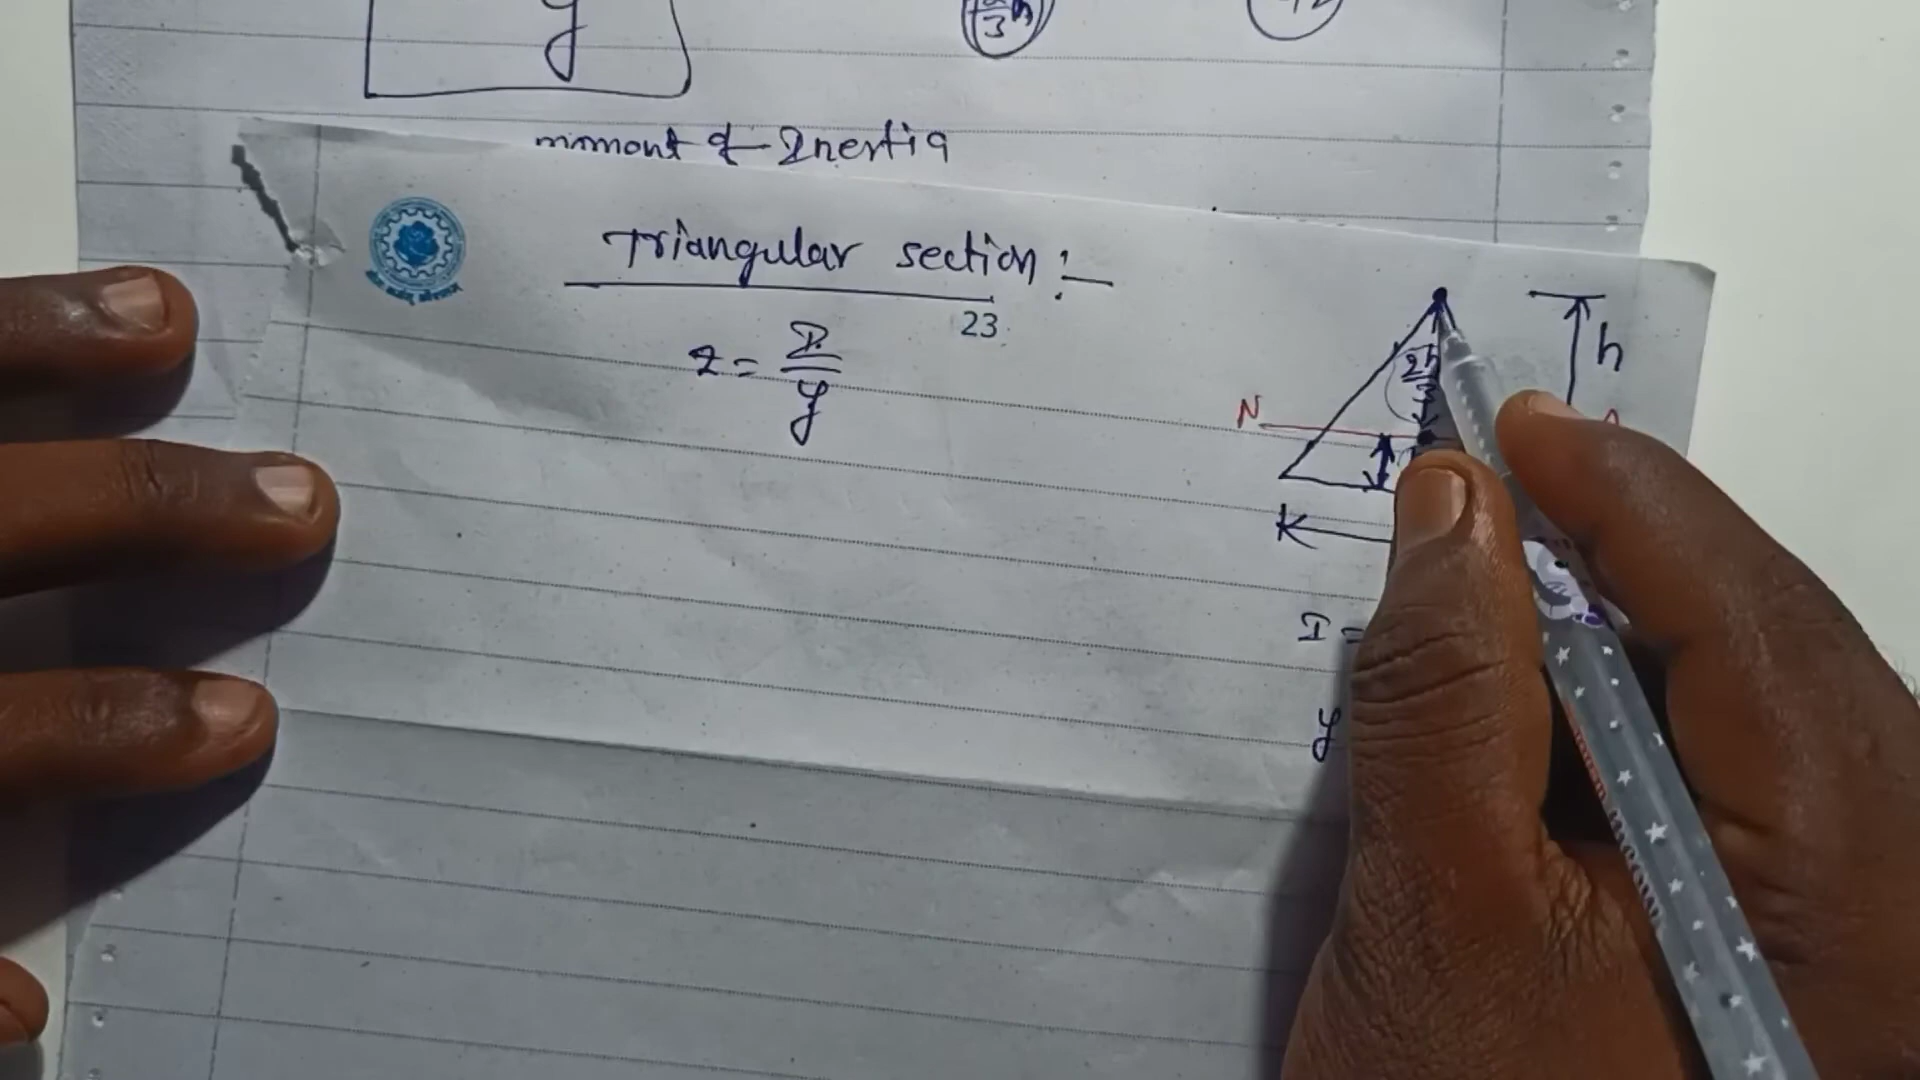 y
moment of Inertia
Triangular section :-
23
Z = I
y
2h
3
h
N
I =
y